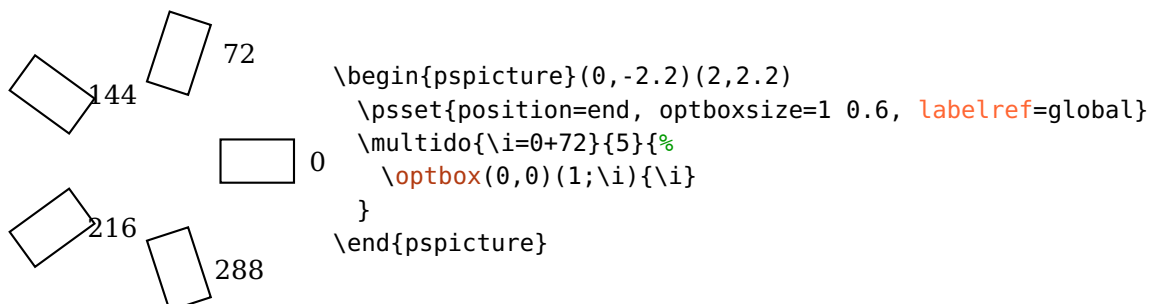 72
144
0
216
288
\begin{pspicture}(0,-2.2)(2,2.2)
  \psset{position=end, optboxsize=1 0.6, labelref=global}
  \multido{\i=0+72}{5}{%
    \optbox(0,0)(1;\i){\i}
  }
\end{pspicture}